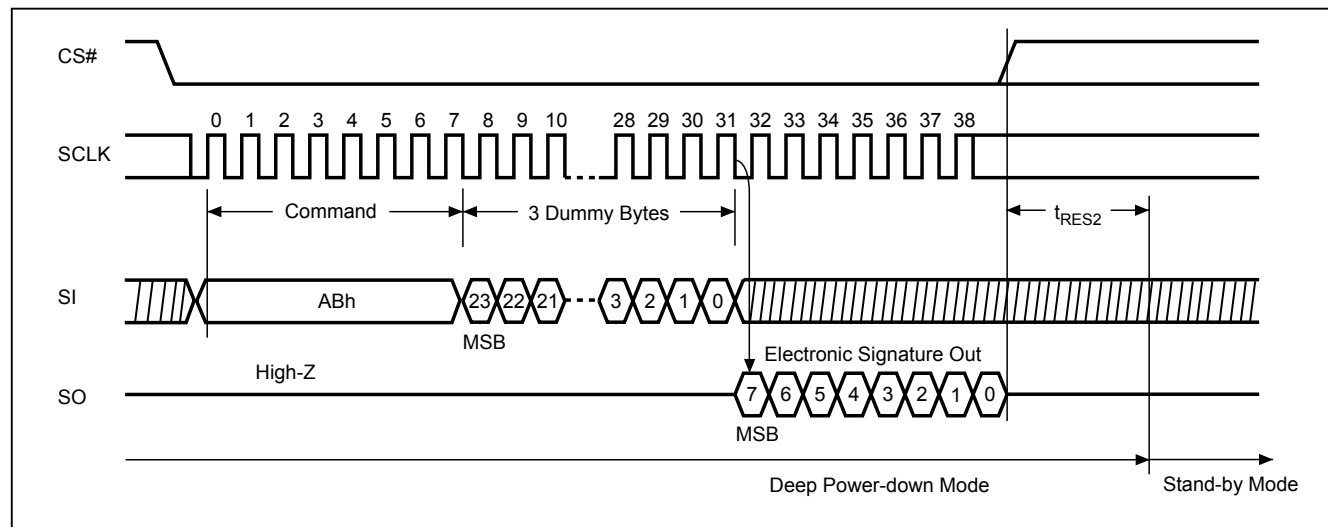 CS#
0 1 2 3 4 5 6 7 8 9 10 28 29 30 31 32 33 34 35 36 37 38
SCLK
Command 3 Dummy Bytes tRES2
SI ABh 23 22 21 3 2 1 0
MSB
High-Z Electronic Signature Out
SO 7 6 5 4 3 2 1 0
MSB
Deep Power-down Mode Stand-by Mode